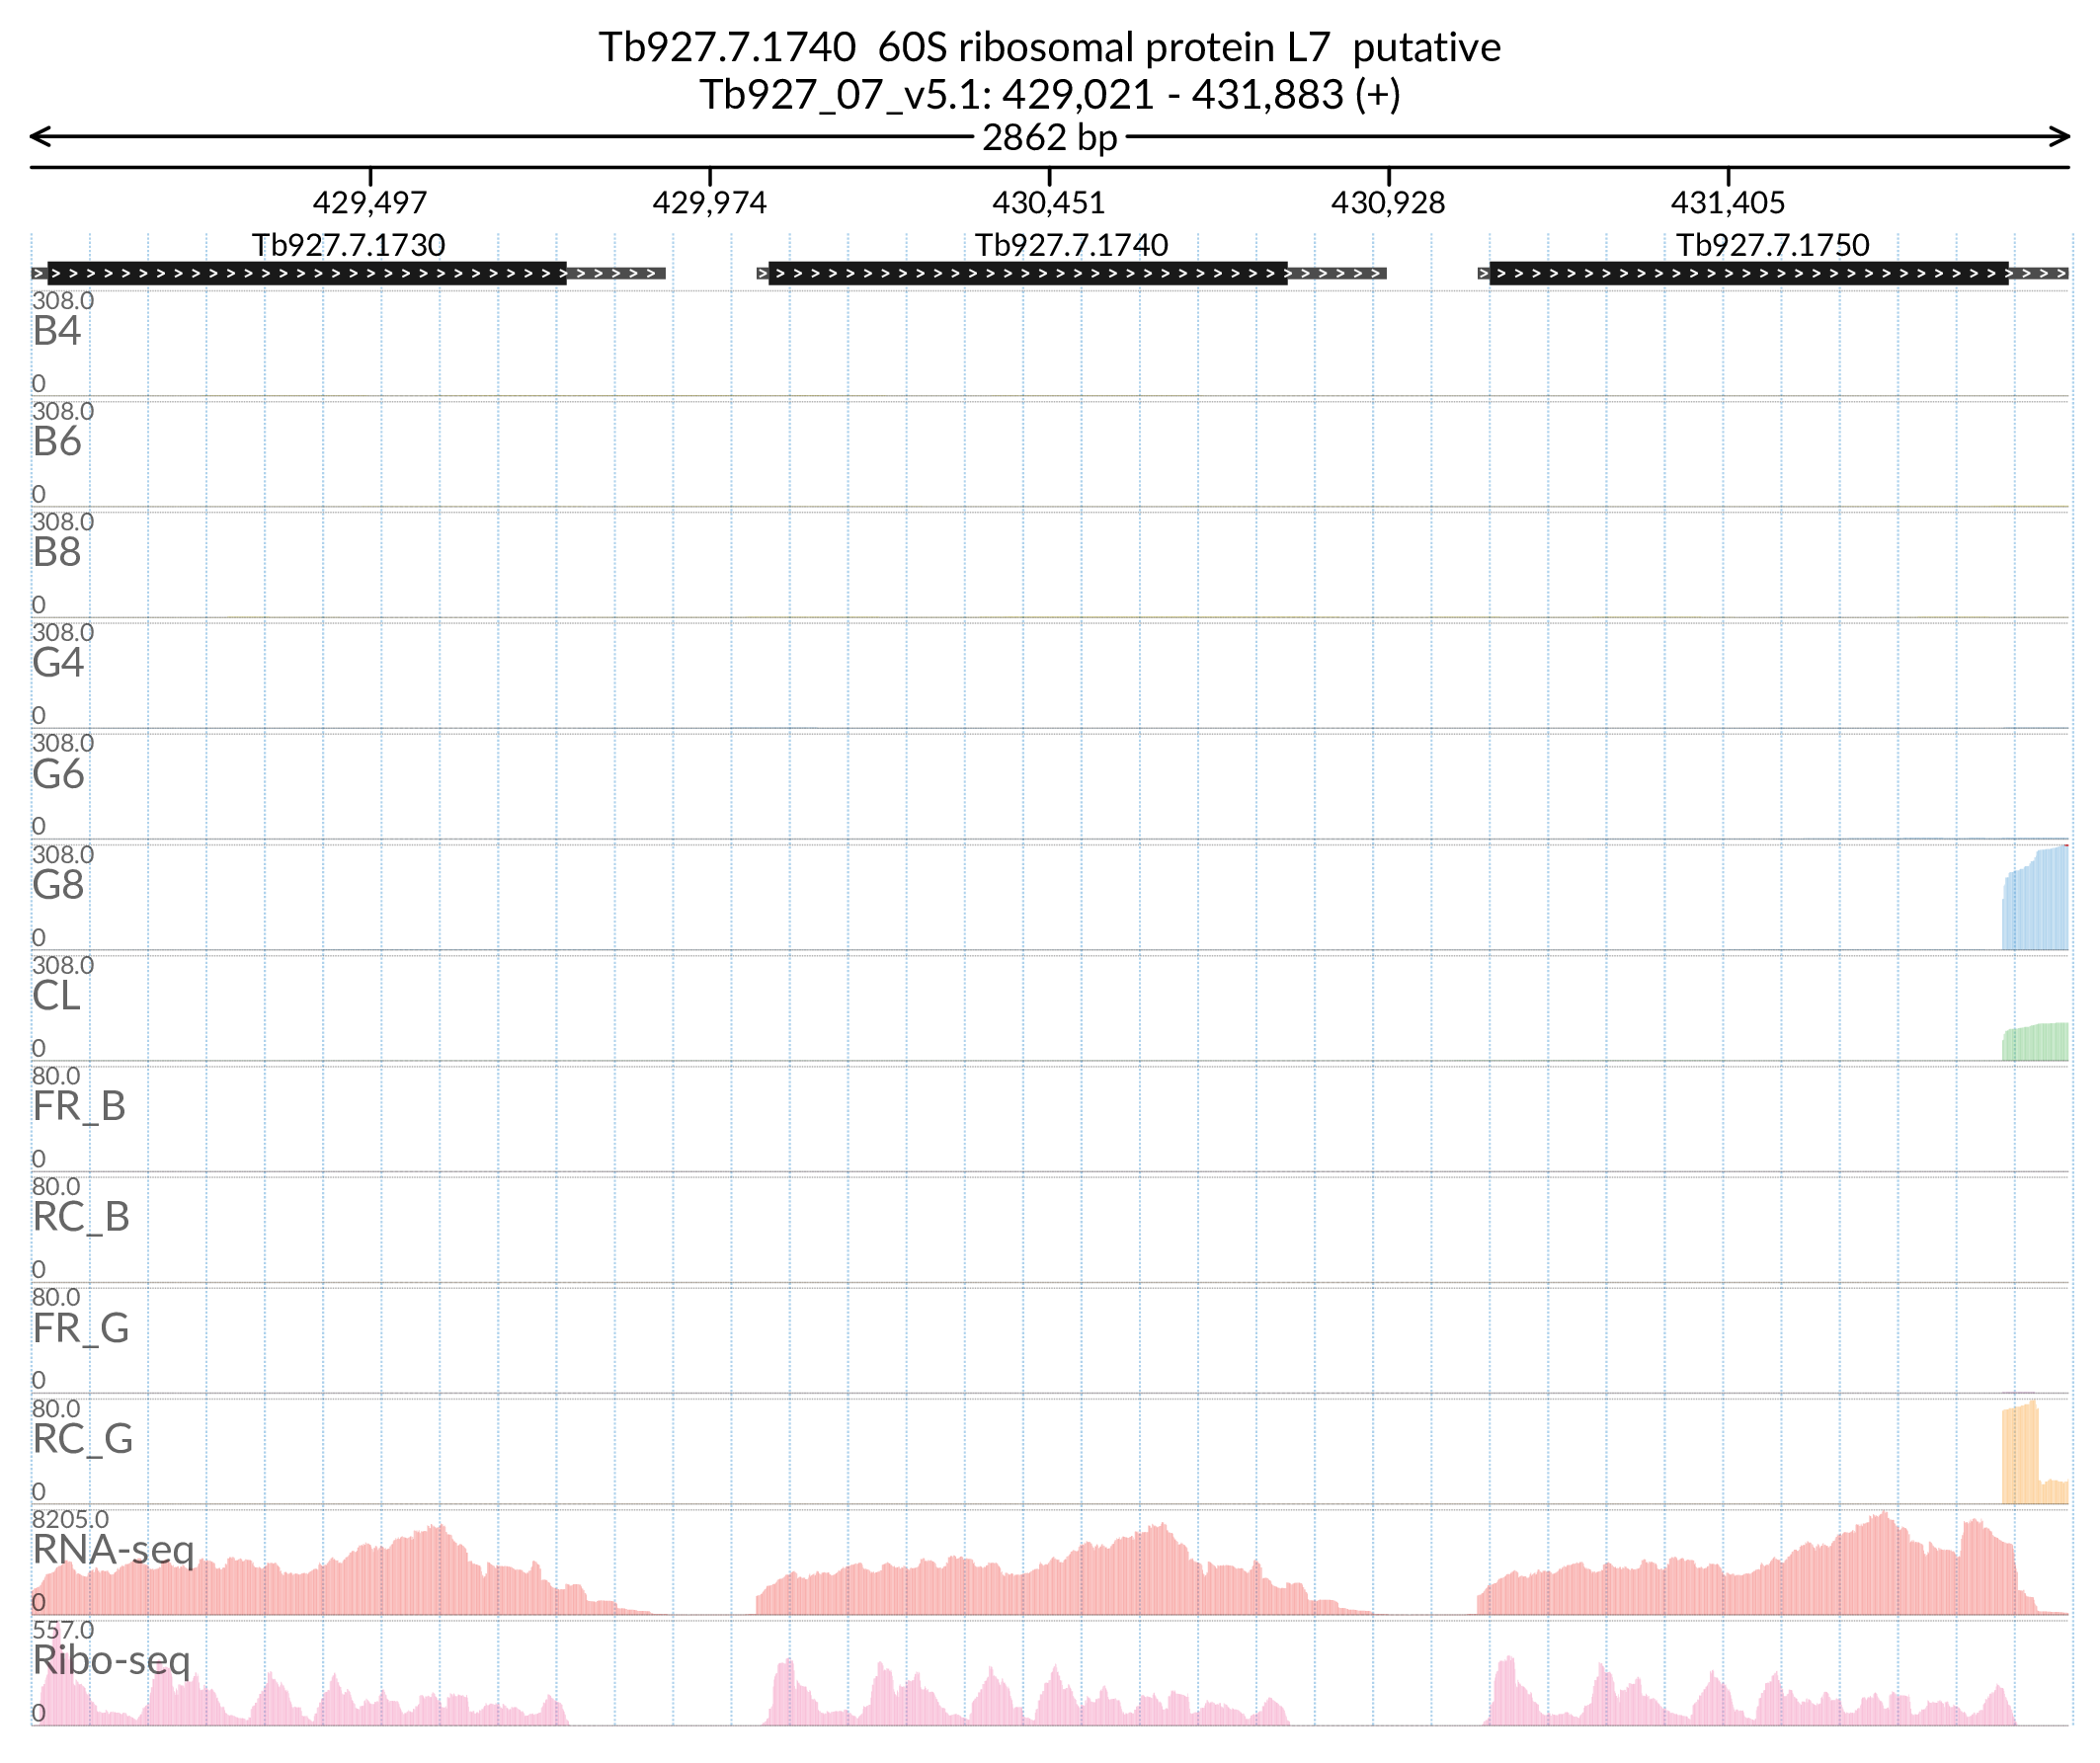 Tb927.7.1740 60S ribosomal protein L7 putative
Tb927_07_v5.1: 429,021 - 431,883 (+)
2862 bp
429,497 429,974 430,451 430,928 431,405
Tb927.7.1730 Tb927.7.1740 Tb927.7.1750
308.0
B4
0
308.0
B6
0
308.0
B8
0
308.0
G4
0
308.0
G6
0
308.0
G8
0
308.0
CL
0
80.0
FR_B
0
80.0
RC_B
0
80.0
FR_G
0
80.0
RC_G
0
8205.0
RNA-seq
0
557.0
Ribo-seq
0